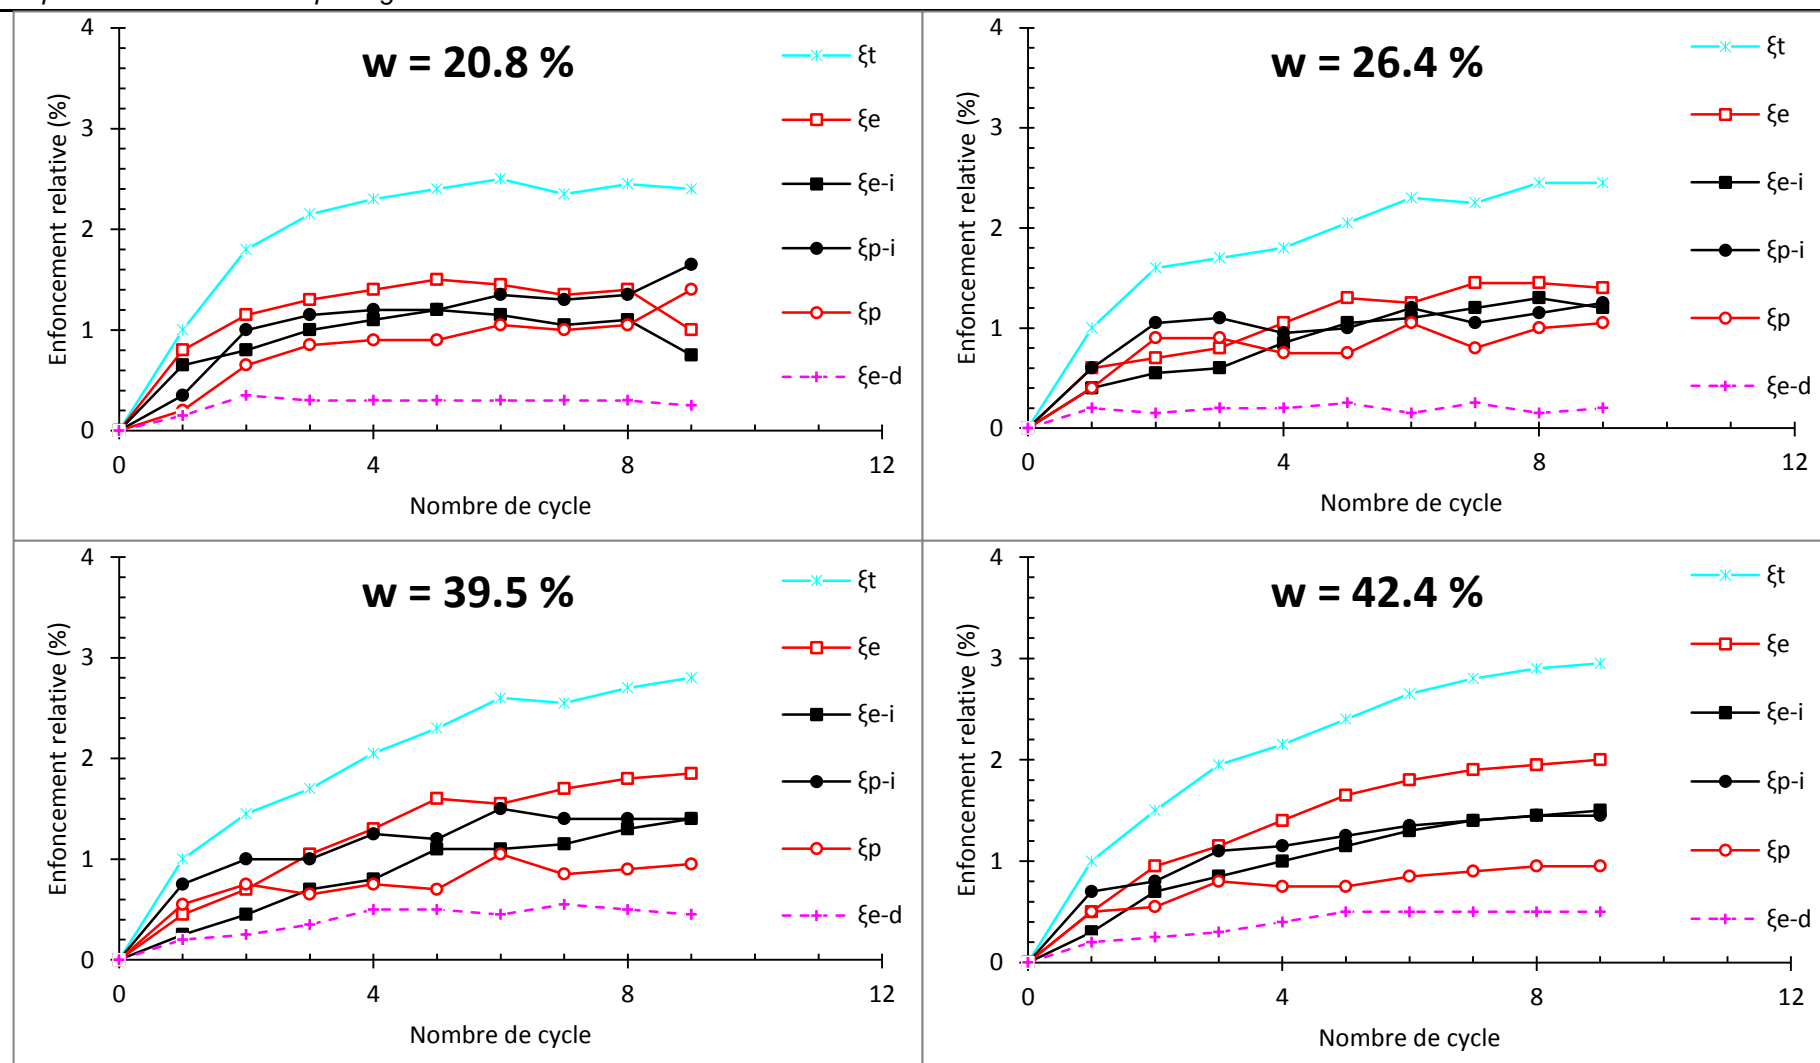 w = 20.8 %
Enfoncement relative (%)
4
3
2
1
0
0 4 8 12
Nombre de cycle
ξt
ξe
ξe-i
ξp-i
ξp
ξe-d
w = 26.4 %
Enfoncement relative (%)
4
3
2
1
0
0 4 8 12
Nombre de cycle
ξt
ξe
ξe-i
ξp-i
ξp
ξe-d
w = 39.5 %
Enfoncement relative (%)
4
3
2
1
0
0 4 8 12
Nombre de cycle
ξt
ξe
ξe-i
ξp-i
ξp
ξe-d
w = 42.4 %
Enfoncement relative (%)
4
3
2
1
0
0 4 8 12
Nombre de cycle
ξt
ξe
ξe-i
ξp-i
ξp
ξe-d